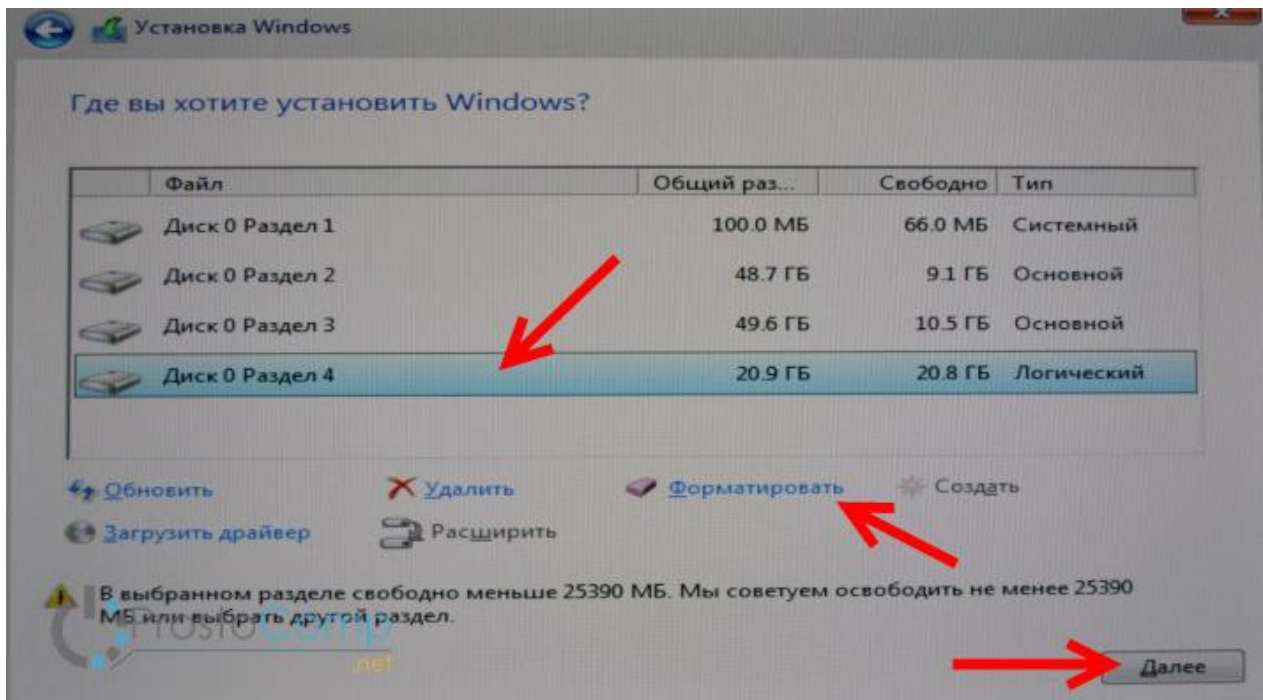 Установка Windows
Где вы хотите установить Windows?
Файл Общий раз... Свободно Тип
Диск 0 Раздел 1 100.0 МБ 66.0 МБ Системный
Диск 0 Раздел 2 48.7 ГБ 9.1 ГБ Основной
Диск 0 Раздел 3 49.6 ГБ 10.5 ГБ Основной
Диск 0 Раздел 4 20.9 ГБ 20.8 ГБ Логический
Обновить Удалить Форматировать Создать
Загрузить драйвер Расширить
В выбранном разделе свободно меньше 25390 МБ. Мы советуем освободить не менее 25390
МБ или выбрать другой раздел.
ProstoComp
.net
Далее